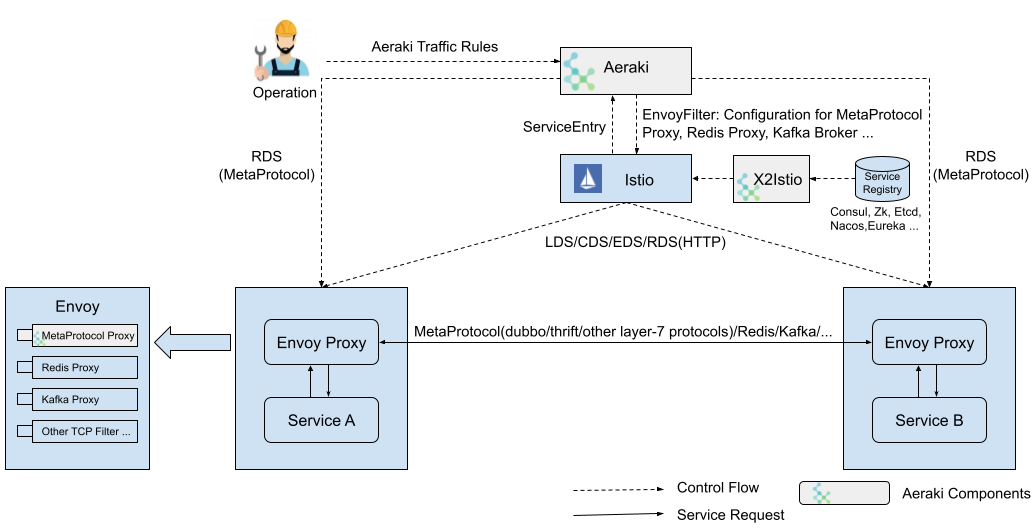 Aeraki Traffic Rules
Aeraki
Operation
ServiceEntry
EnvoyFilter: Configuration for MetaProtocol
Proxy, Redis Proxy, Kafka Broker ...
RDS
(MetaProtocol)
Istio
X2Istio
Service
Registry
RDS
(MetaProtocol)
Consul, Zk, Etcd,
Nacos,Eureka ...
LDS/CDS/EDS/RDS(HTTP)
Envoy
MetaProtocol Proxy
Redis Proxy
Kafka Proxy
Other TCP Filter ...
Envoy Proxy
Service A
MetaProtocol(dubbo/thrift/other layer-7 protocols)/Redis/Kafka/...
Envoy Proxy
Service B
Control Flow
Service Request
Aeraki Components